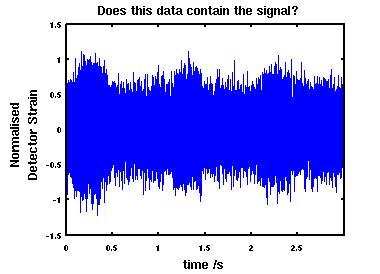 Does this data contain the signal?
1.5
1
0.5
0
-0.5
-1
-1.5
Normalised
Detector Strain
0 0.5 1 1.5 2 2.5
time /s